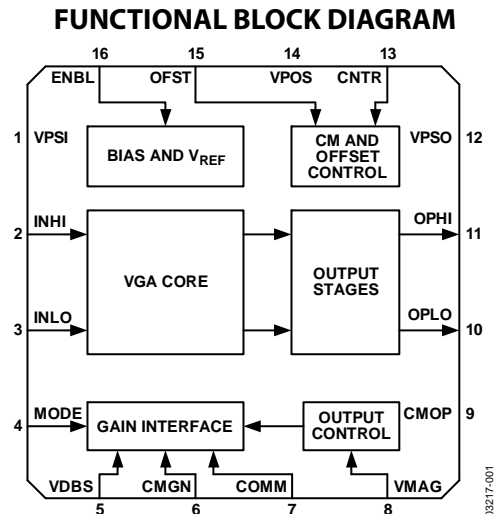 FUNCTIONAL BLOCK DIAGRAM
16 15 14 13
ENBL OFST VPOS CNTR
1 VPSI
BIAS AND VREF
CM AND
OFFSET
CONTROL
VPSO 12
2 INHI
OPHI 11
VGA CORE
OUTPUT
STAGES
3 INLO
OPLO 10
4 MODE
GAIN INTERFACE
OUTPUT
CONTROL
CMOP 9
VDBS CMGN COMM VMAG
5 6 7 8
03217-001